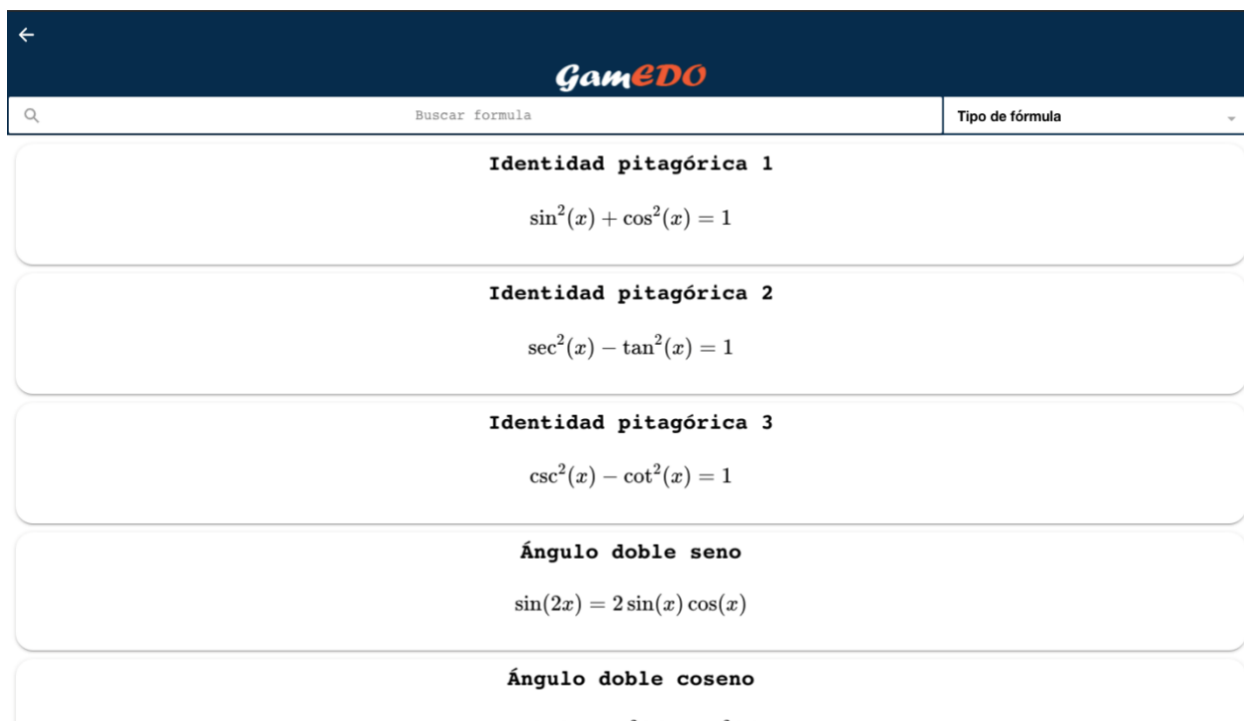 GamEDO
Buscar formula
Tipo de fórmula
Identidad pitagórica 1
sin²(x) + cos²(x) = 1
Identidad pitagórica 2
sec²(x) − tan²(x) = 1
Identidad pitagórica 3
csc²(x) − cot²(x) = 1
Ángulo doble seno
sin(2x) = 2 sin(x) cos(x)
Ángulo doble coseno